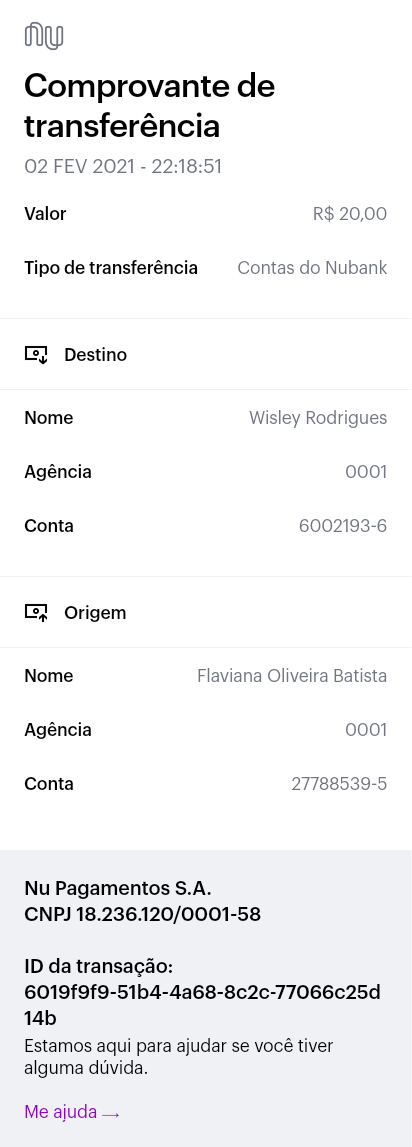 nu
Comprovante de
transferência
02 FEV 2021 - 22:18:51
Valor R$ 20,00
Tipo de transferência Contas do Nubank
Destino
Nome Wisley Rodrigues
Agência 0001
Conta 6002193-6
Origem
Nome Flaviana Oliveira Batista
Agência 0001
Conta 27788539-5
Nu Pagamentos S.A.
CNPJ 18.236.120/0001-58
ID da transação:
6019f9f9-51b4-4a68-8c2c-77066c25d
14b
Estamos aqui para ajudar se você tiver
alguma dúvida.
Me ajuda →